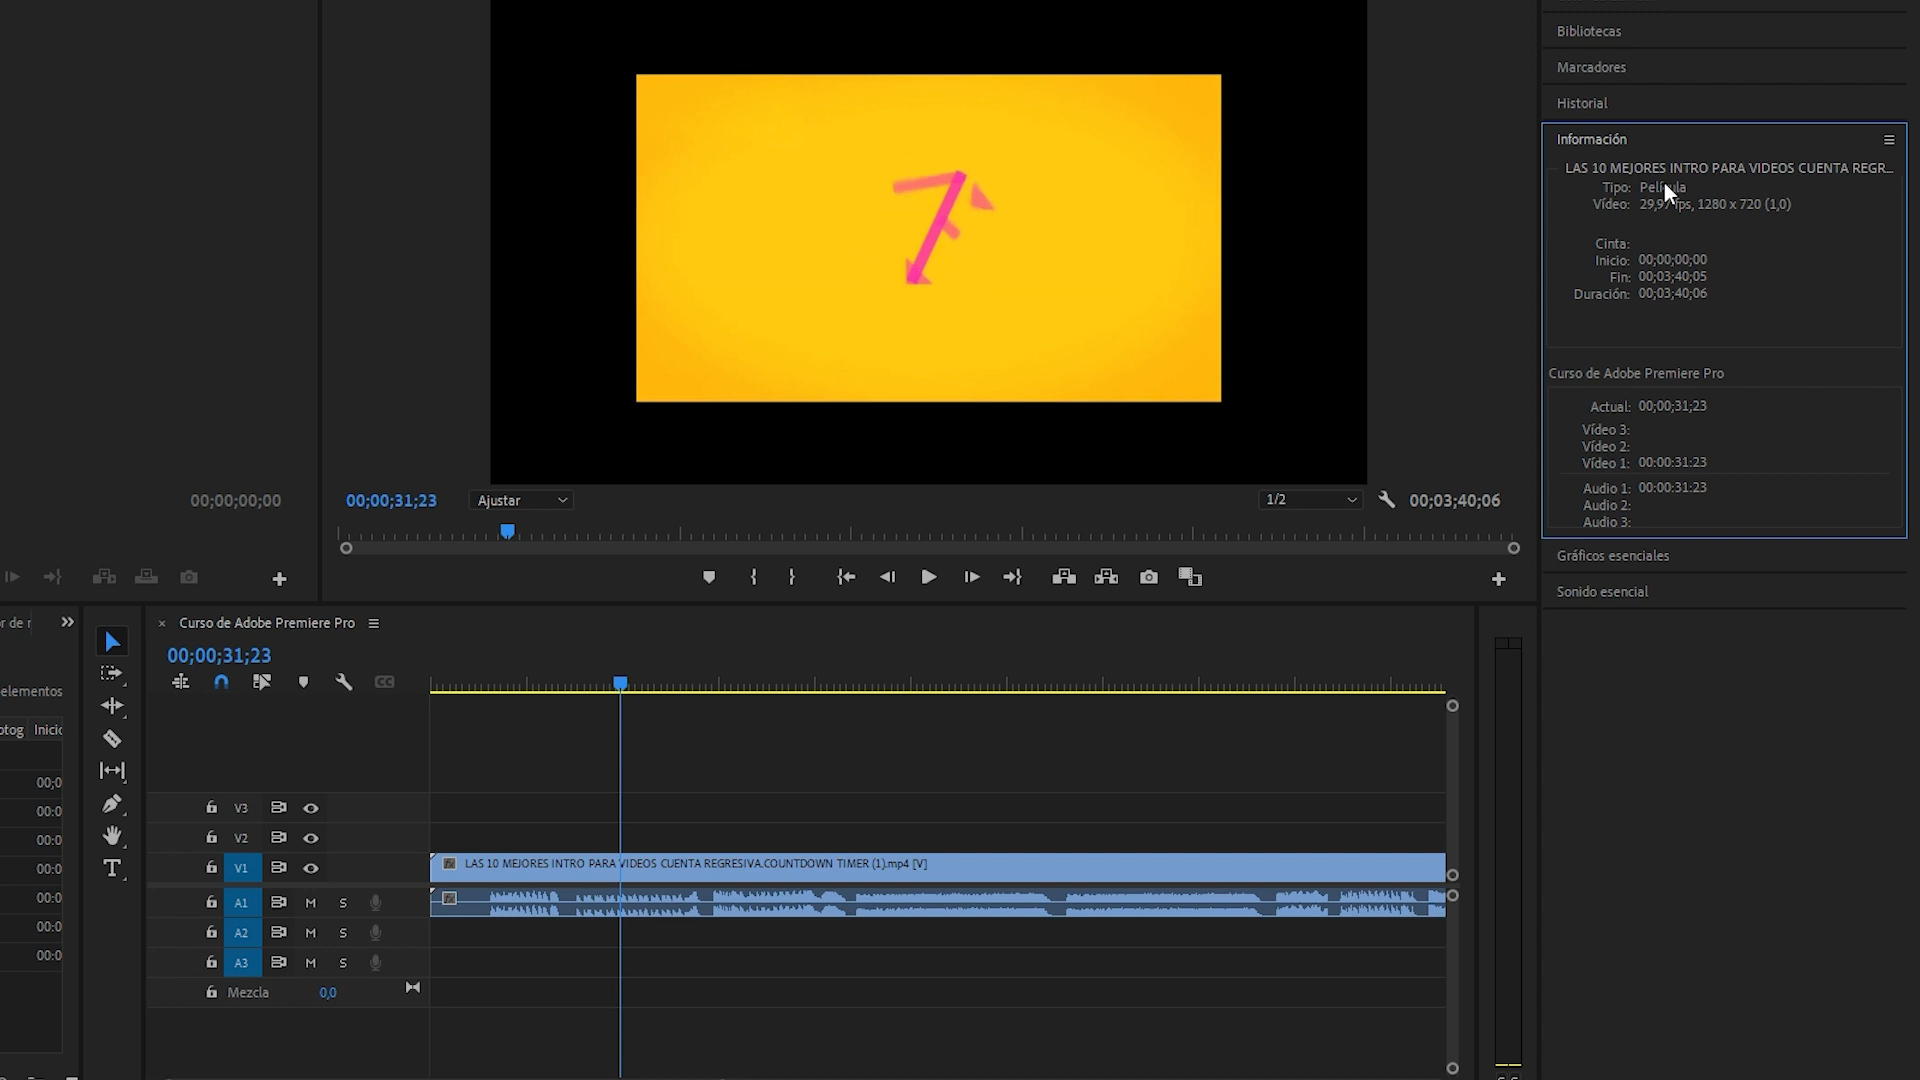 Bibliotecas
Marcadores
Historial
Información
LAS 10 MEJORES INTRO PARA VIDEOS CUENTA REGR...
Tipo: Película
Vídeo: 29,97 fps, 1280 x 720 (1,0)
Cinta:
Inicio: 00;00;00;00
Fin: 00;03;40;05
Duración: 00;03;40;06
Curso de Adobe Premiere Pro
Actual: 00;00;31;23
Vídeo 3:
Vídeo 2:
Vídeo 1: 00:00:31:23
Audio 1: 00:00:31:23
Audio 2:
Audio 3:
Gráficos esenciales
Sonido esencial
00;00;00;00
00;00;31;23 Ajustar 1/2 00;03;40;06
r de r
Curso de Adobe Premiere Pro
00;00;31;23
elementos
otog Inicio
00;0
00:0
00:0
00:0
00:0
00:0
00:0
V3
V2
V1 LAS 10 MEJORES INTRO PARA VIDEOS CUENTA REGRESIVA.COUNTDOWN TIMER (1).mp4 [V]
A1 M S
A2 M S
A3 M S
Mezcla 0,0